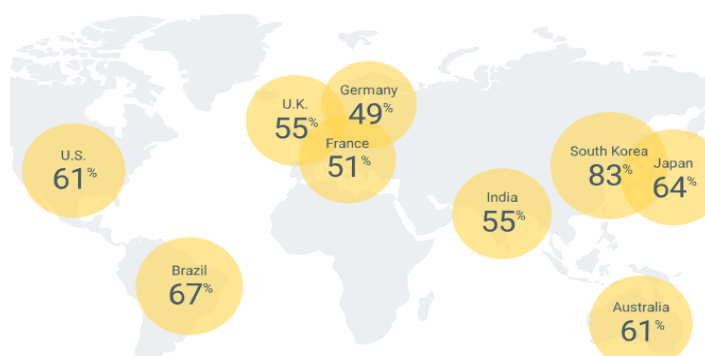 Germany
49%
U.K.
55%
France
51%
U.S.
61%
South Korea
83%
Japan
64%
India
55%
Brazil
67%
Australia
61%